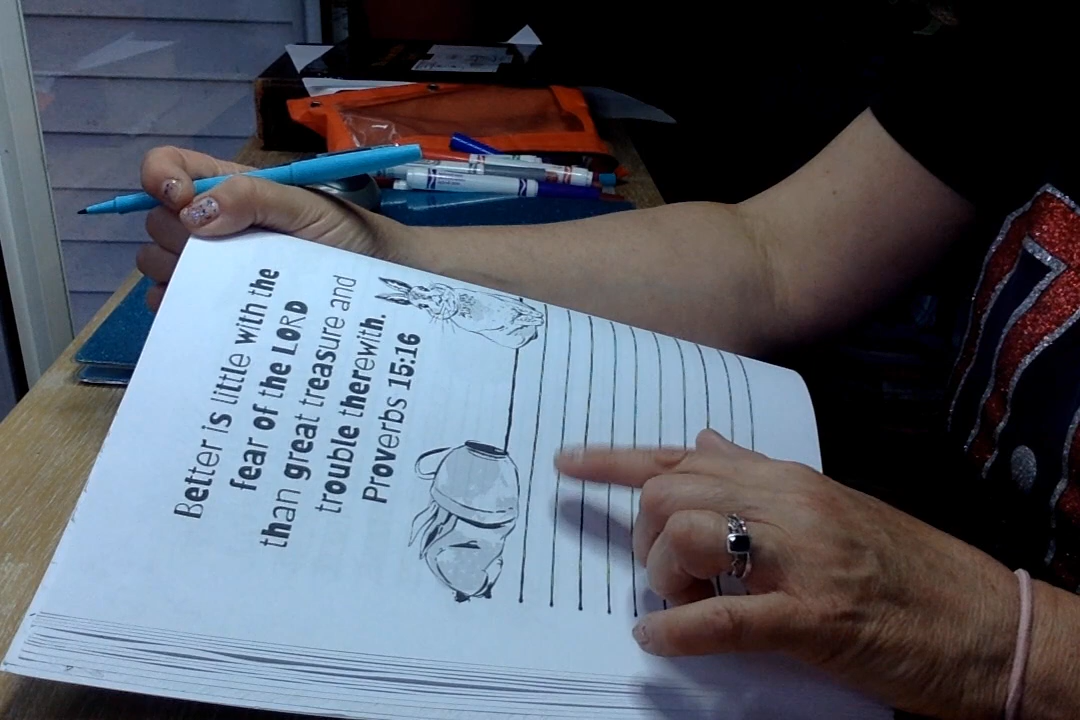 Better is little with the
fear of the LORD
than great treasure and
trouble therewith.
Proverbs 15:16